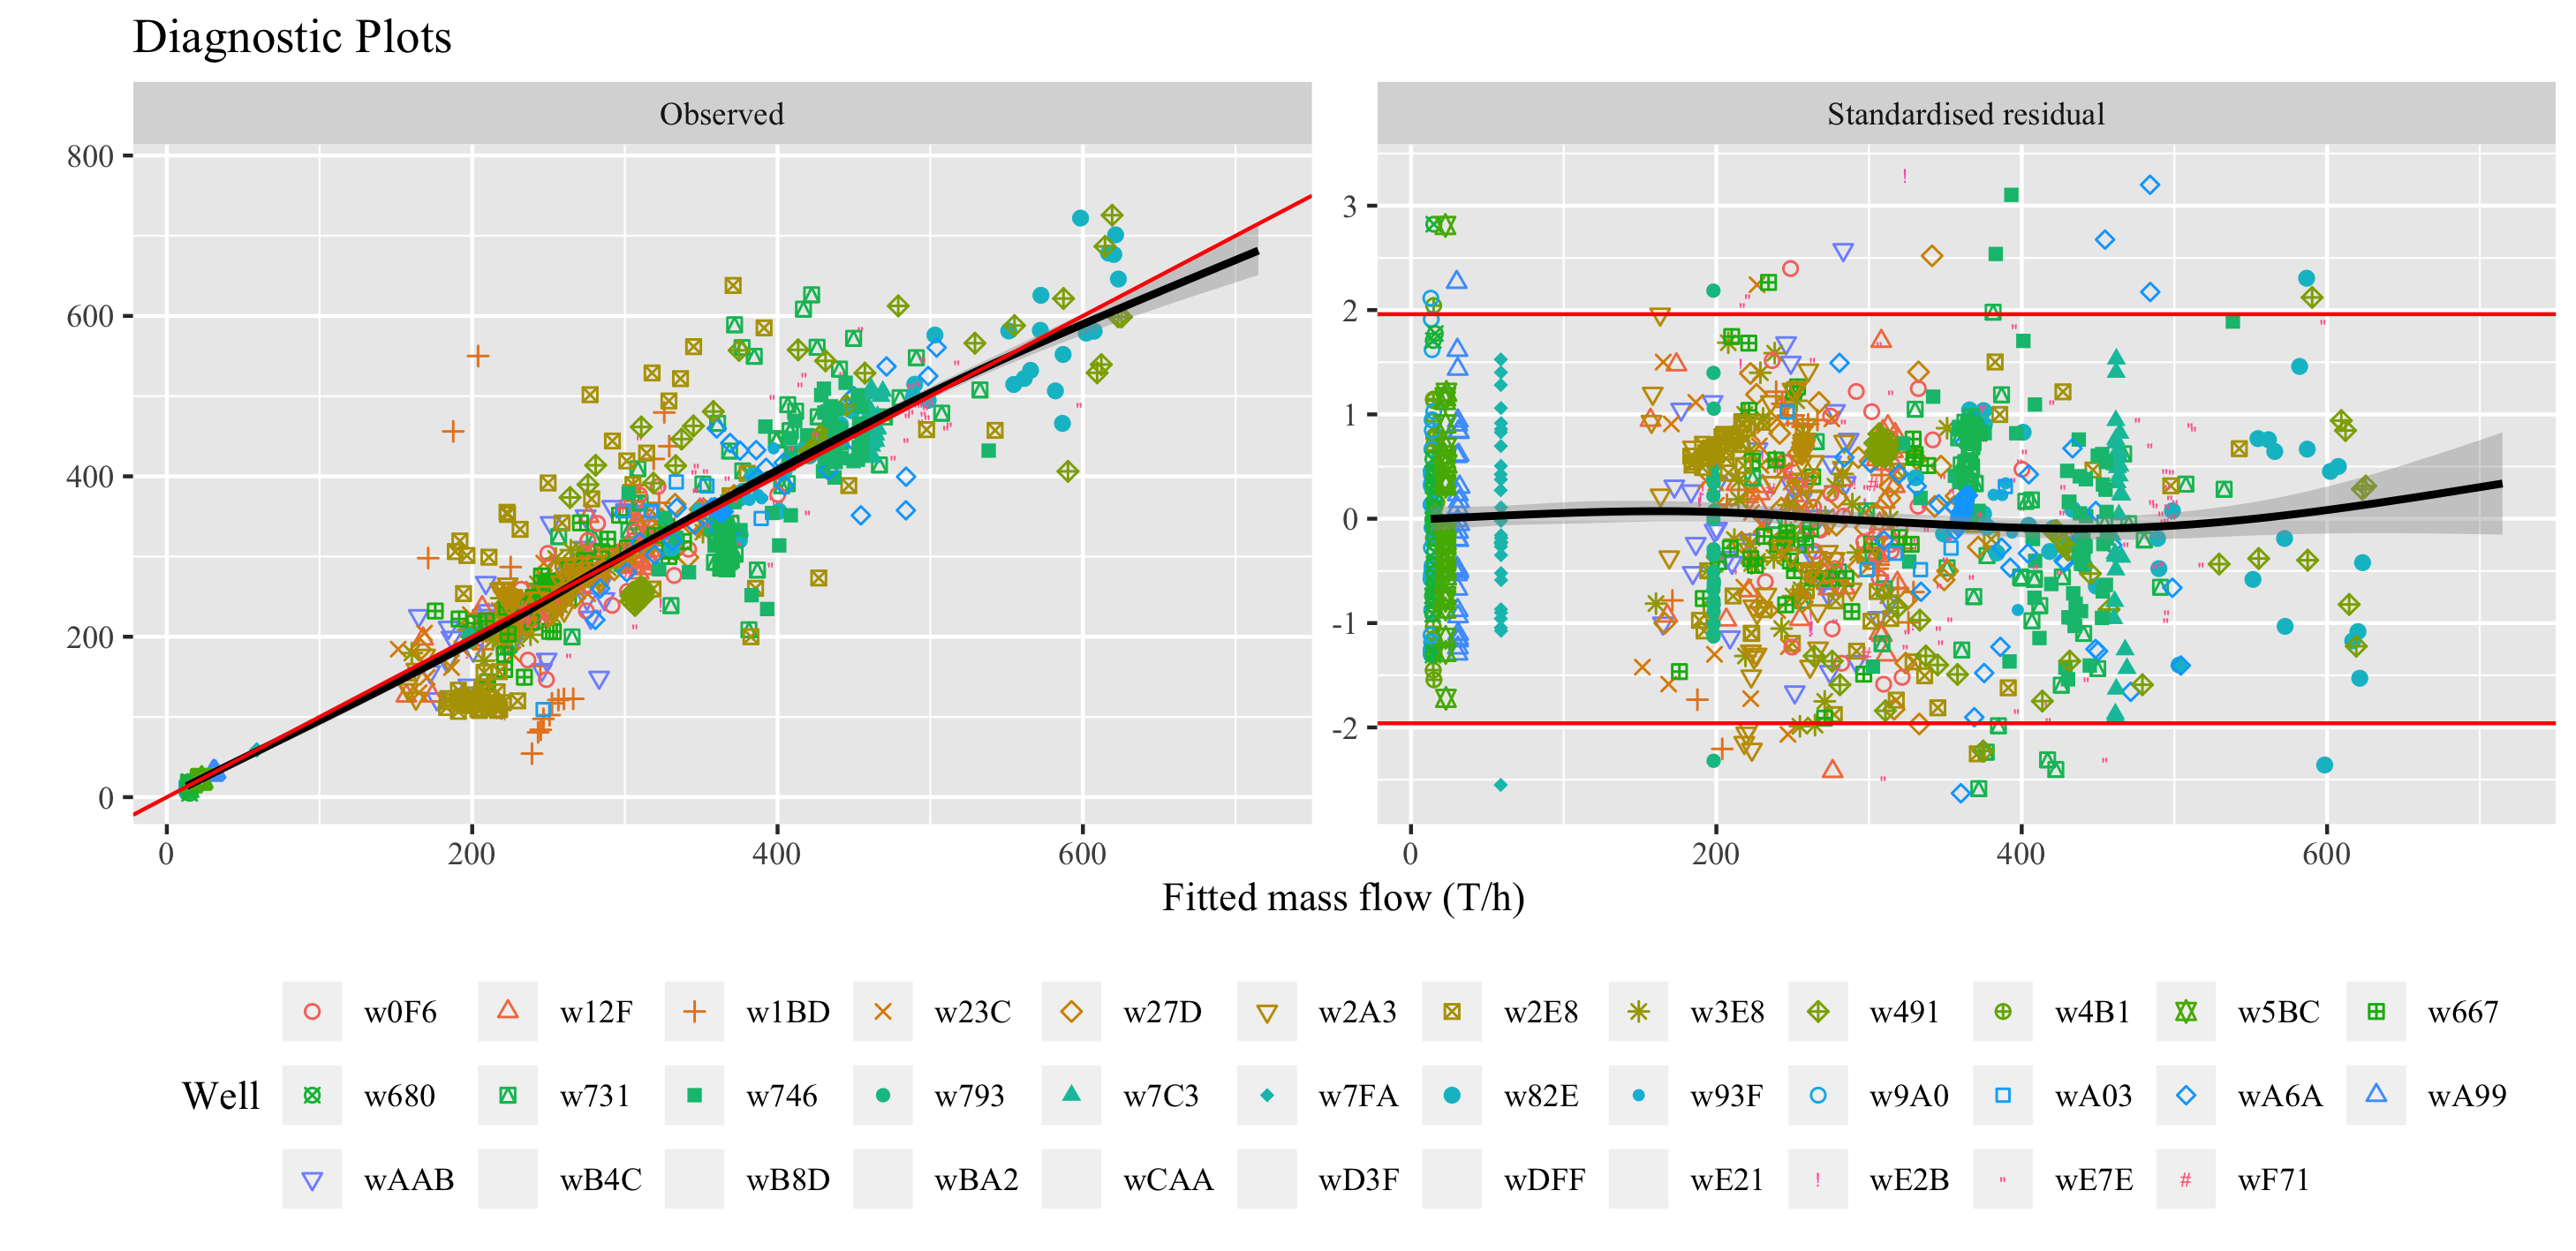 Diagnostic Plots
Observed
Standardised residual
800
600
400
200
0
3
2
1
0
-1
-2
0 200 400 600
0 200 400 600
Fitted mass flow (T/h)
Well
w0F6 w12F w1BD w23C w27D w2A3 w2E8 w3E8 w491 w4B1 w5BC w667
w680 w731 w746 w793 w7C3 w7FA w82E w93F w9A0 wA03 wA6A wA99
wAAB wB4C wB8D wBA2 wCAA wD3F wDFF wE21 ! wE2B " wE7E # wF71